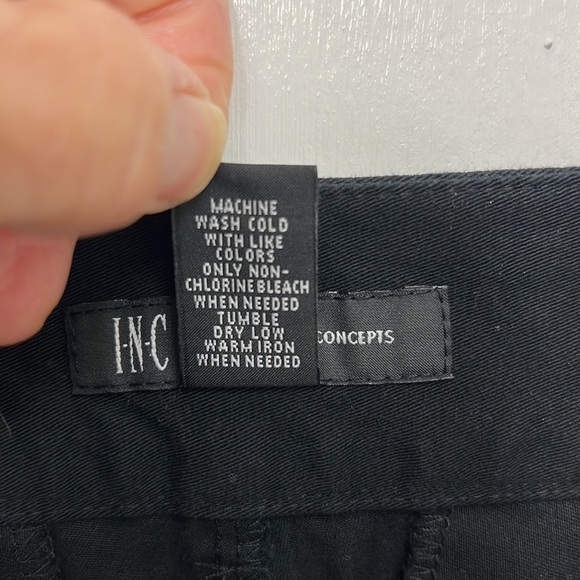 MACHINE
WASH COLD
WITH LIKE
COLORS
ONLY NON-
CHLORINE BLEACH
WHEN NEEDED
TUMBLE
DRY LOW
WARM IRON
WHEN NEEDED
I·N·C
CONCEPTS